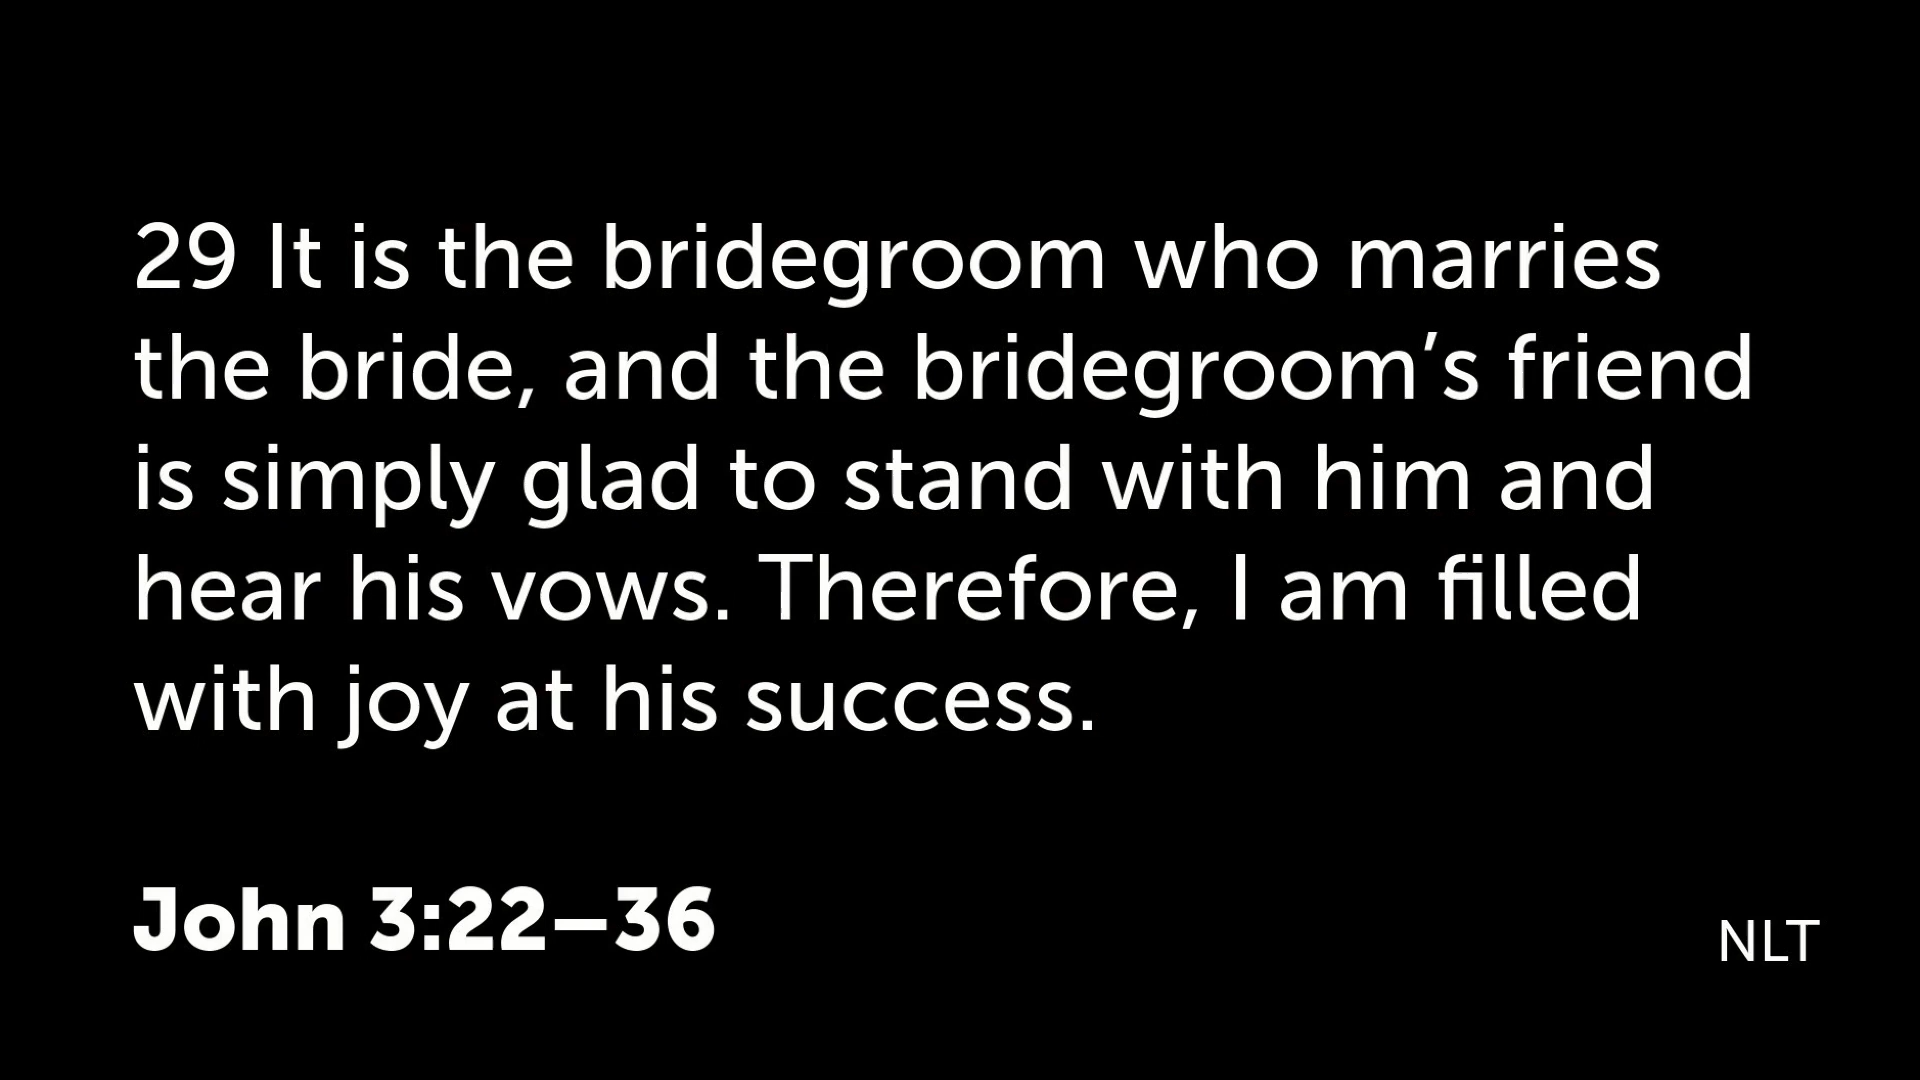 29 It is the bridegroom who marries
the bride, and the bridegroom’s friend
is simply glad to stand with him and
hear his vows. Therefore, I am filled
with joy at his success.
John 3:22–36
NLT